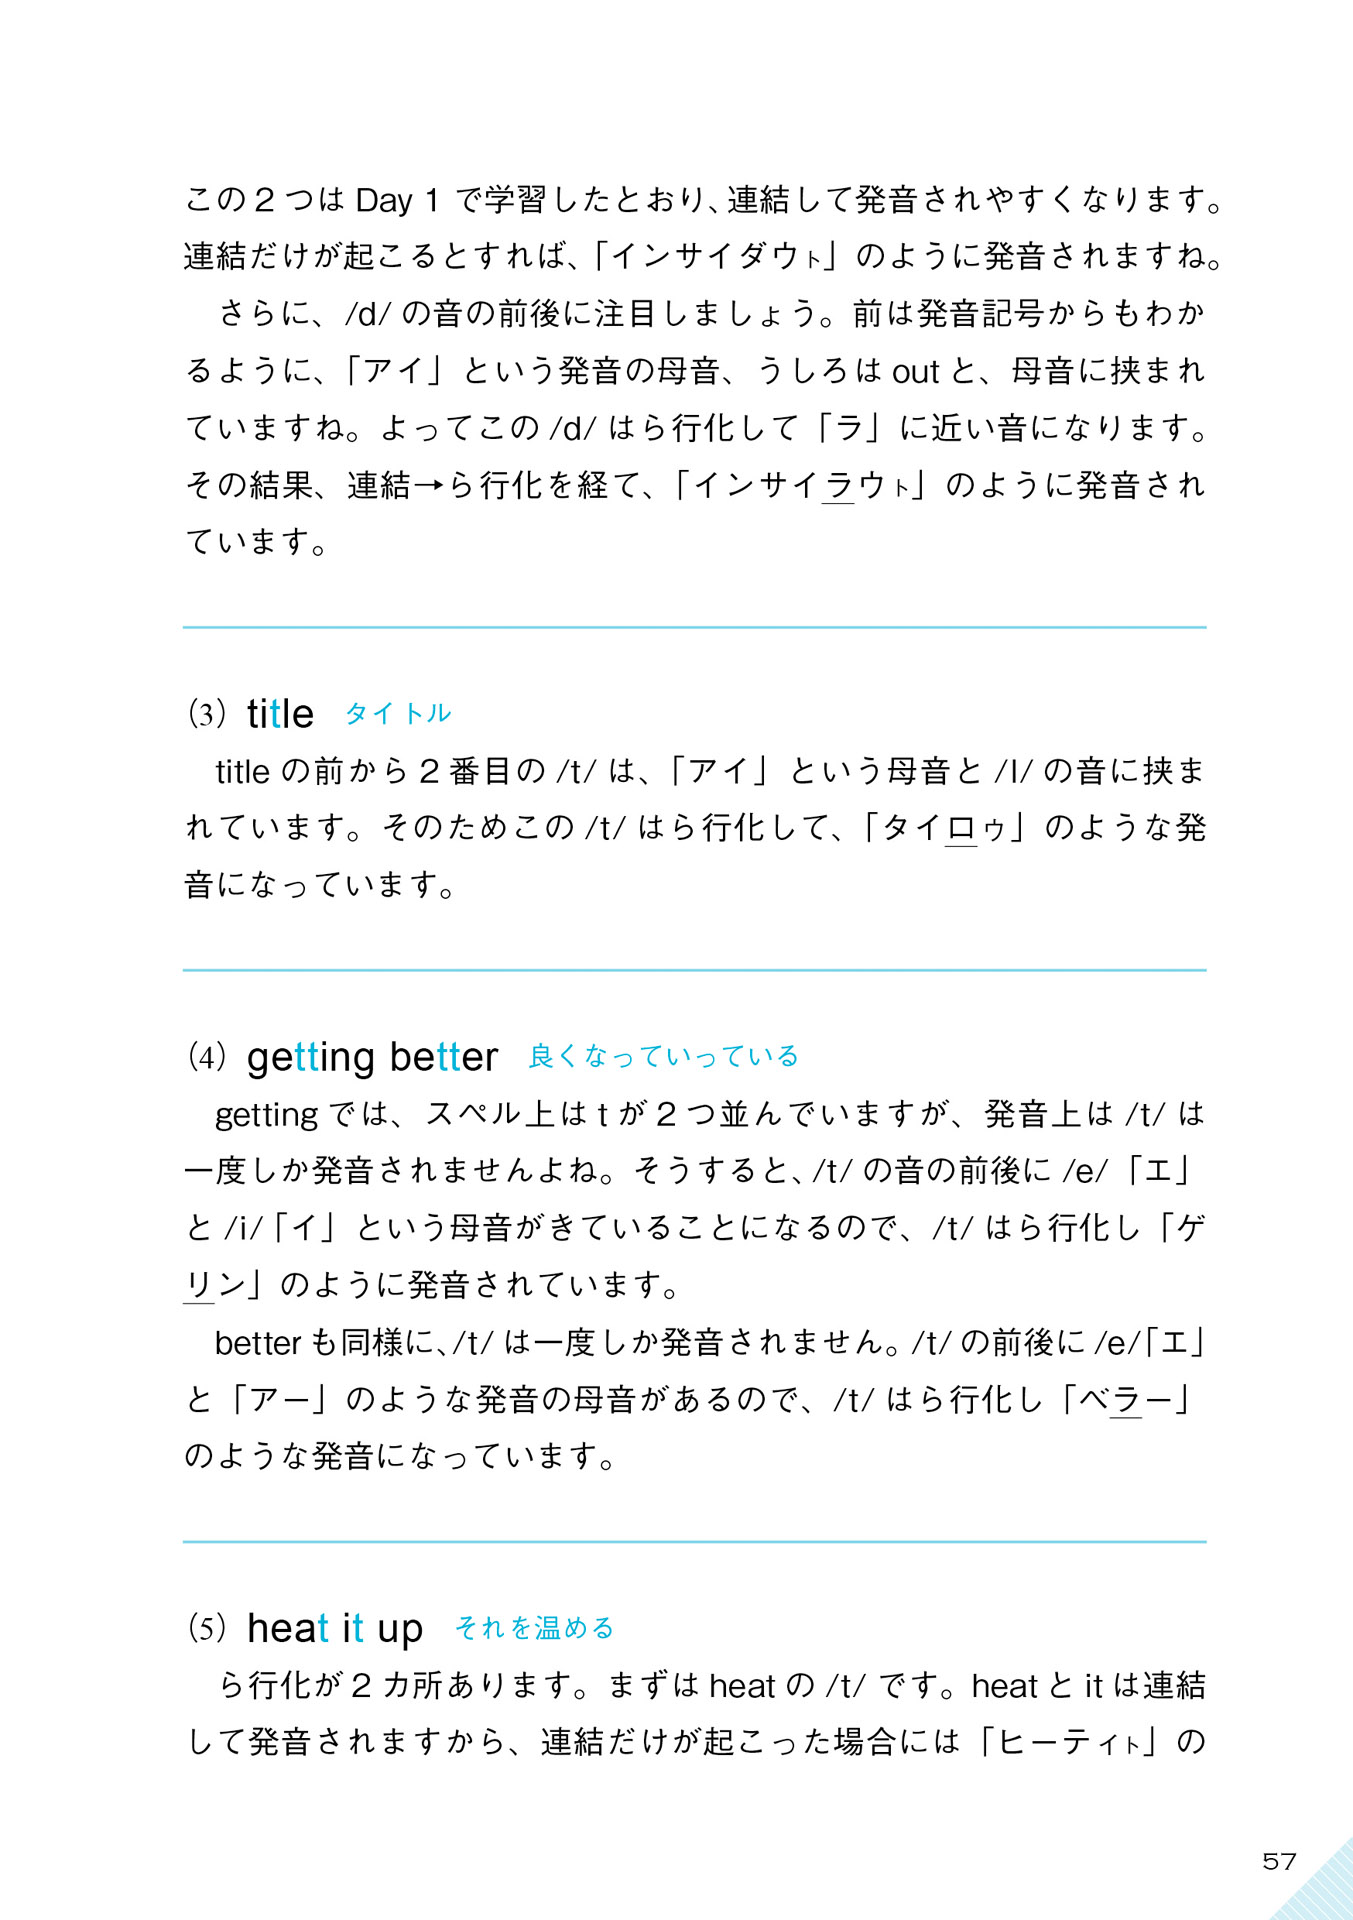 この２つは Day 1 で学習したとおり、連結して発音されやすくなります。
連結だけが起こるとすれば、「インサイダウト」のように発音されますね。
さらに、/d/ の音の前後に注目しましょう。前は発音記号からもわか
るように、「アイ」という発音の母音、うしろは out と、母音に挟まれ
ていますね。よってこの /d/ はら行化して「ラ」に近い音になります。
その結果、連結→ら行化を経て、「インサイラウト」のように発音され
ています。
（3）title タイトル
title の前から２番目の /t/ は、「アイ」という母音と /l/ の音に挟ま
れています。そのためこの /t/ はら行化して、「タイロゥ」のような発
音になっています。
（4）getting better 良くなっていっている
getting では、スペル上は t が２つ並んでいますが、発音上は /t/ は
一度しか発音されませんよね。そうすると、/t/ の音の前後に /e/「エ」
と /i/「イ」という母音がきていることになるので、/t/ はら行化し「ゲ
リン」のように発音されています。
better も同様に、/t/ は一度しか発音されません。/t/ の前後に /e/「エ」
と「アー」のような発音の母音があるので、/t/ はら行化し「ベラー」
のような発音になっています。
（5）heat it up それを温める
ら行化が２カ所あります。まずは heat の /t/ です。heat と it は連結
して発音されますから、連結だけが起こった場合には「ヒーティト」の
57